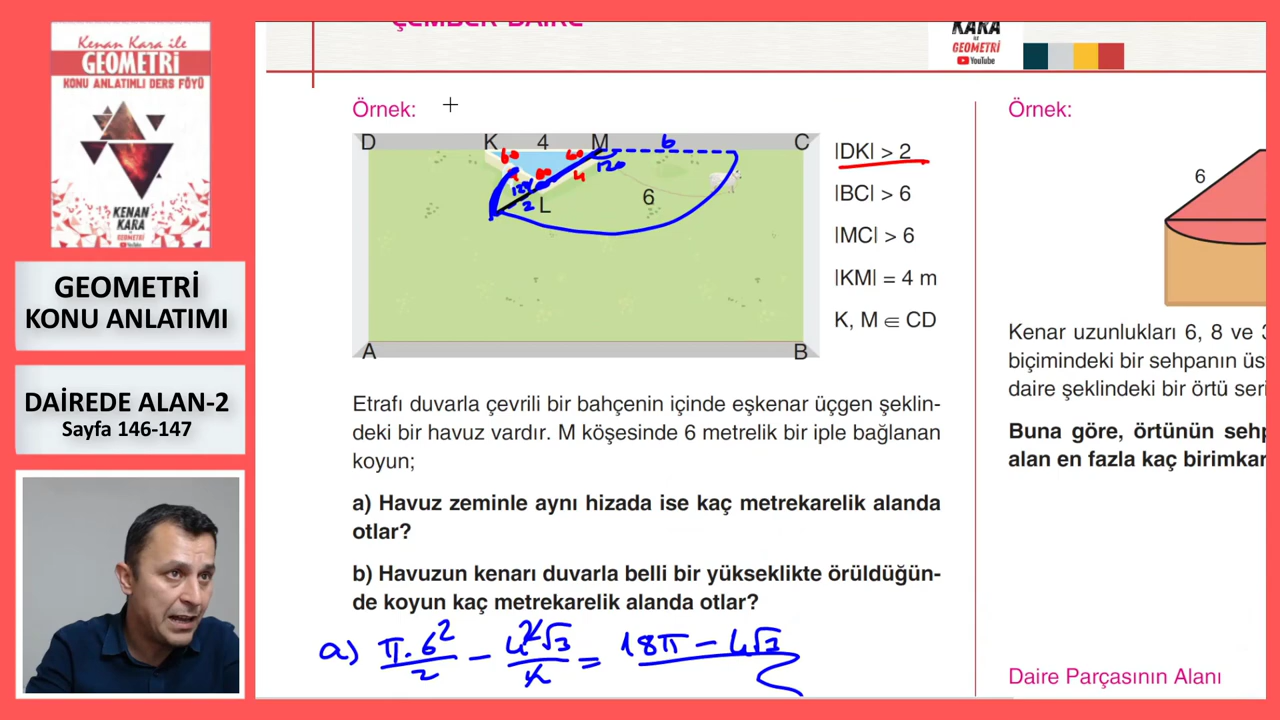 Kenan Kara ile
GEOMETRİ
KONU ANLATIMLI DERS FÖYÜ
KENAN
KARA
GEOMETRİ
KONU ANLATIMI
DAİREDE ALAN-2
Sayfa 146-147
ÇEMBER DAİRE
KARA
ile
GEOMETRİ
YouTube
Örnek:
D K 4 M 6 C
60 60
120
60 4
120
2 L 6
A B
|DK| > 2
|BC| > 6
|MC| > 6
|KM| = 4 m
K, M ∈ CD
Etrafı duvarla çevrili bir bahçenin içinde eşkenar üçgen şeklin-
deki bir havuz vardır. M köşesinde 6 metrelik bir iple bağlanan
koyun;
a) Havuz zeminle aynı hizada ise kaç metrekarelik alanda
otlar?
b) Havuzun kenarı duvarla belli bir yükseklikte örüldüğün-
de koyun kaç metrekarelik alanda otlar?
a) π.6²/2 - 4²√3/4 = 18π - 4√3
Örnek:
6
Kenar uzunlukları 6, 8 ve
biçimindeki bir sehpanın üs
daire şeklindeki bir örtü seri
Buna göre, örtünün sehp
alan en fazla kaç birimkar
Daire Parçasının Alanı